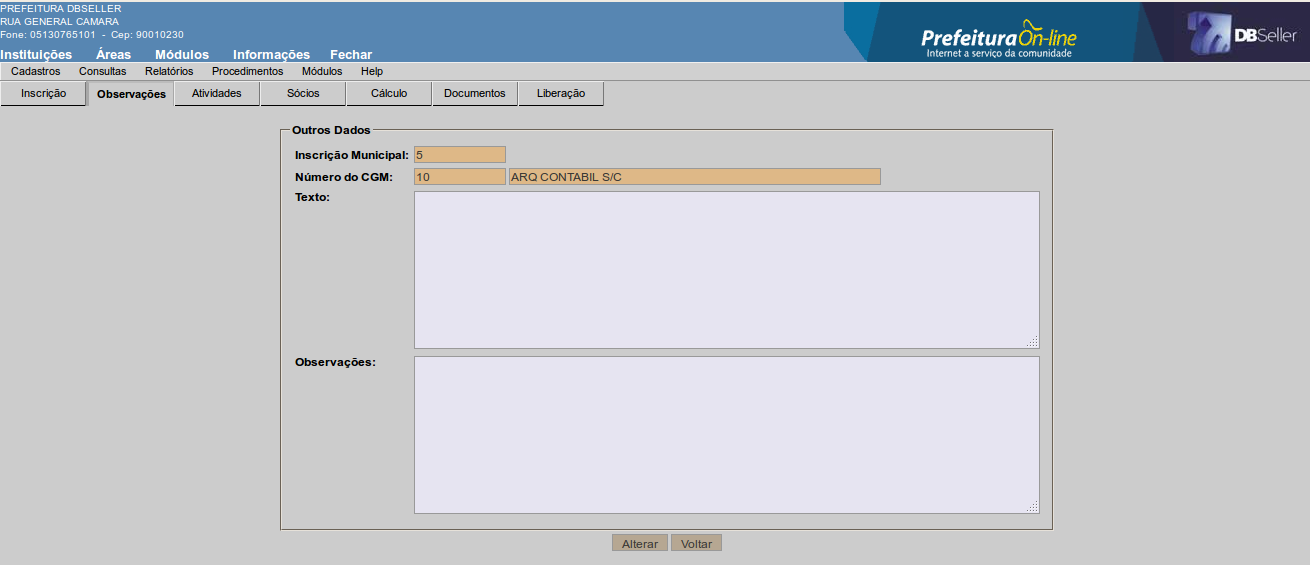 PREFEITURA DBSELLER
RUA GENERAL CAMARA
Fone: 05130765101 - Cep: 90010230
Instituições Áreas Módulos Informações Fechar
PrefeituraOn-line
Internet a serviço da comunidade
DBSeller
Cadastros Consultas Relatórios Procedimentos Módulos Help
Inscrição Observações Atividades Sócios Cálculo Documentos Liberação
Outros Dados
Inscrição Municipal: 5
Número do CGM: 10 ARQ CONTABIL S/C
Texto:
Observações:
Alterar Voltar